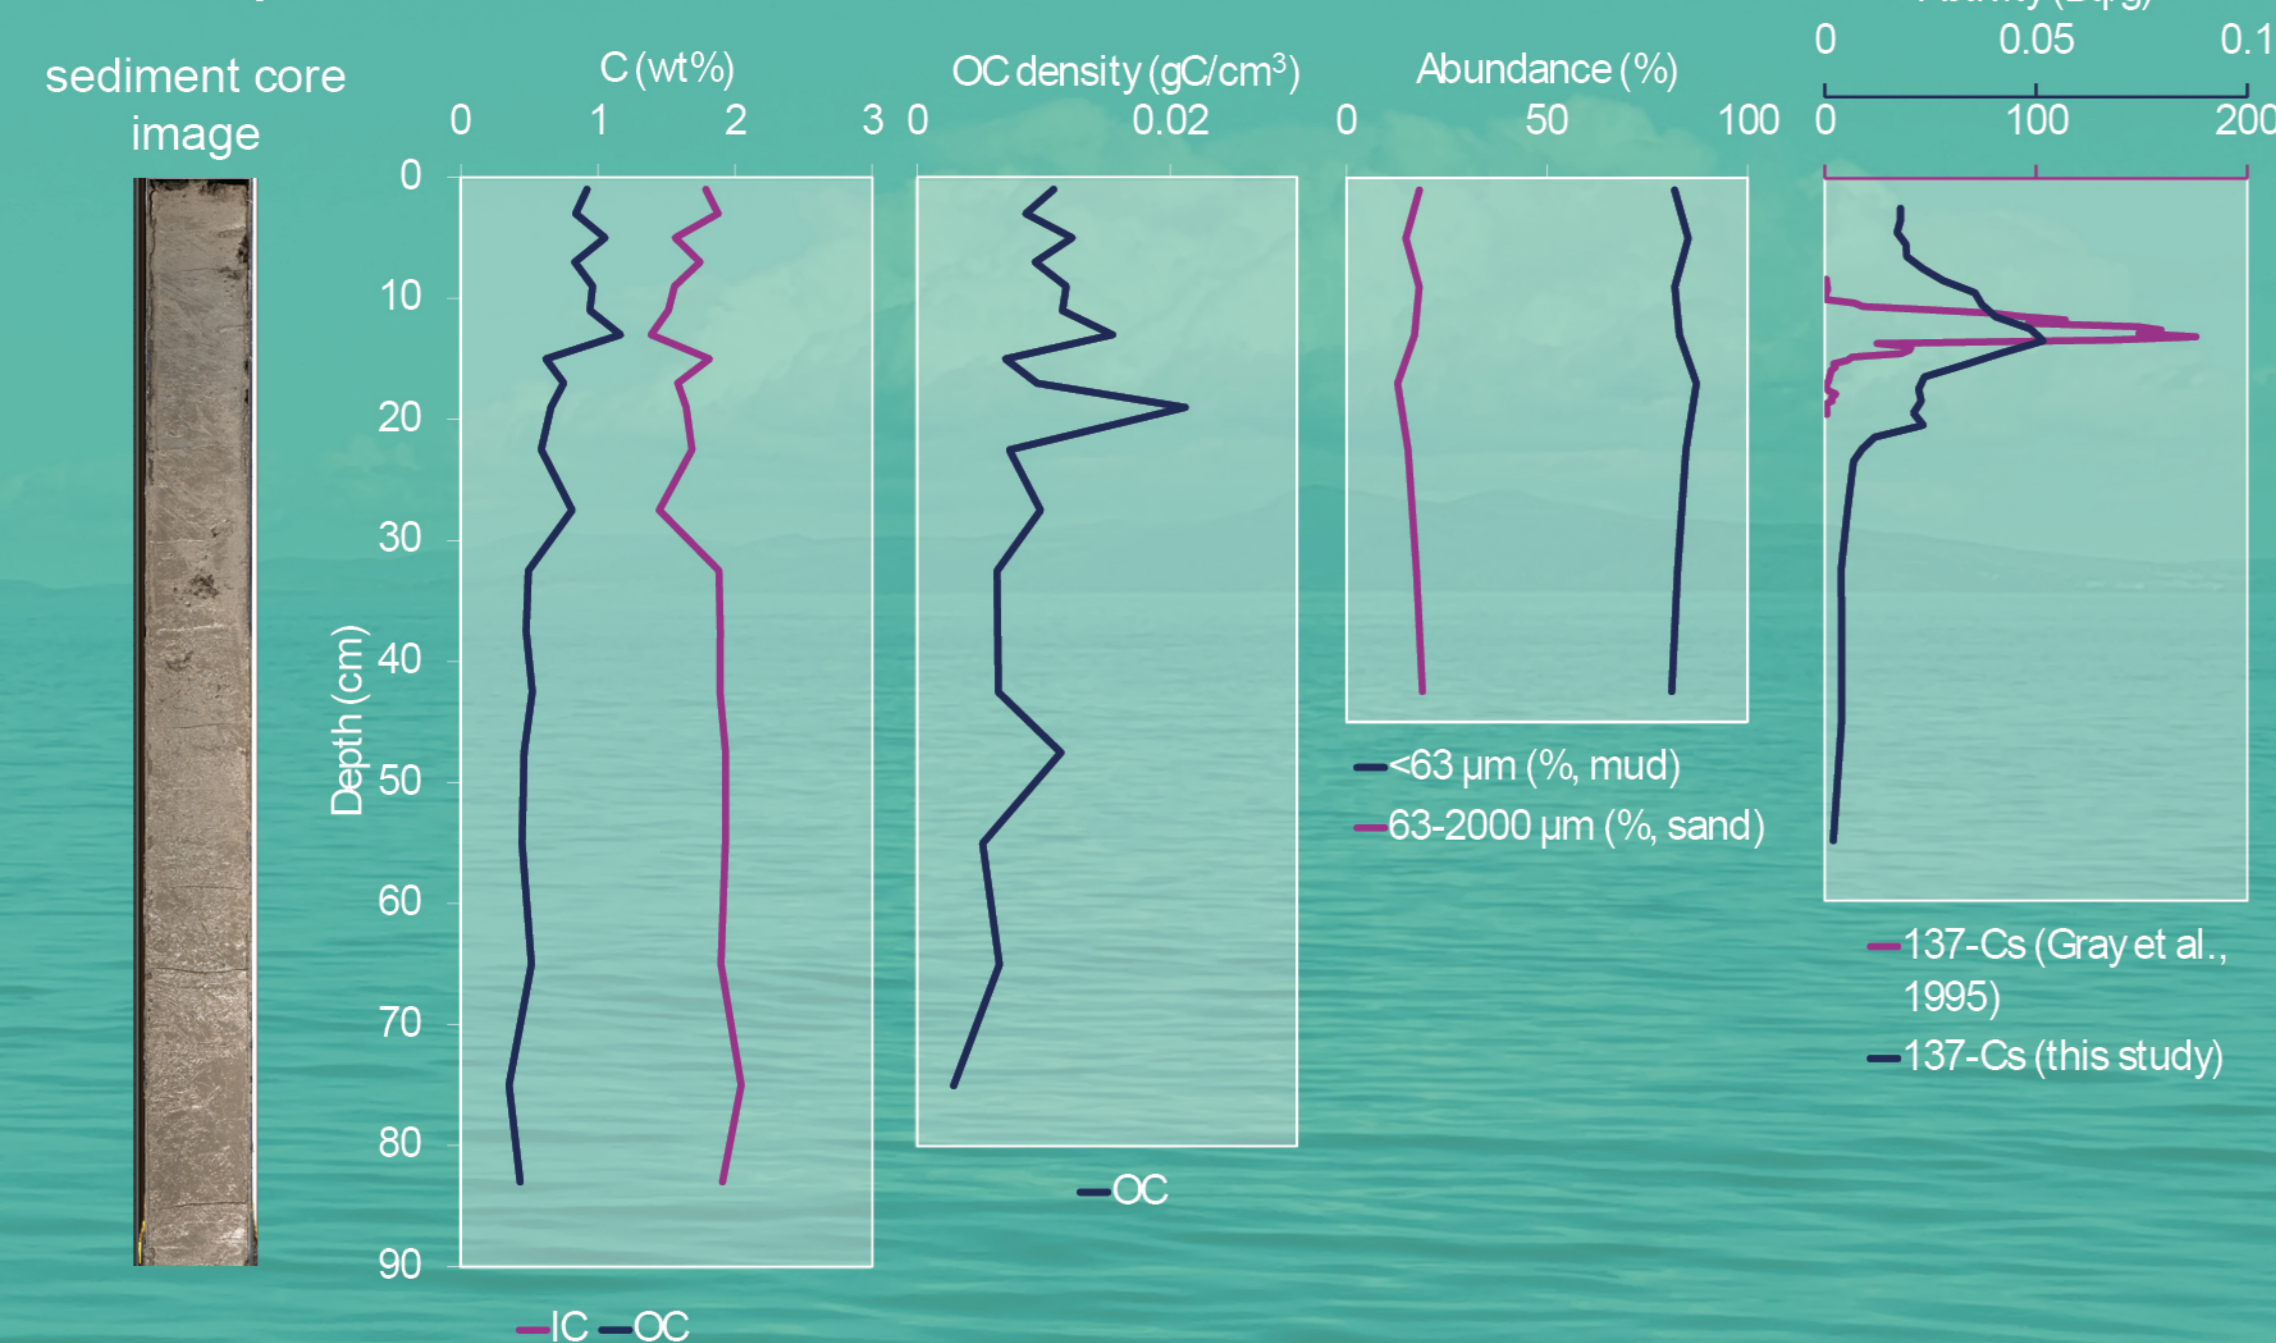 sediment core
image
C (wt%)
0 1 2 3
OC density (gC/cm³)
0 0.02
Abundance (%)
0 50 100
0 0.05 0.1
0 100 200
Depth (cm)
0
10
20
30
40
50
60
70
80
90
IC OC
OC
<63 µm (%, mud)
63-2000 µm (%, sand)
137-Cs (Gray et al.,
1995)
137-Cs (this study)